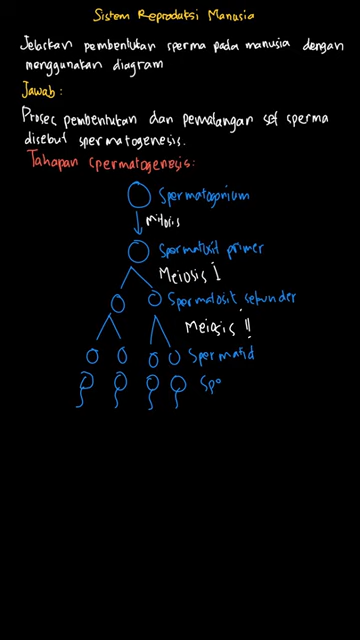 Sistem Reproduksi Manusia
Jelaskan pembentukan sperma pada manusia dengan
menggunakan diagram
Jawab:
Proses pembentukan dan pematangan sel sperma
disebut spermatogenesis.
Tahapan spermatogenesis:
Spermatogonium
Mitosis
Spermatosit primer
Meiosis I
Spermatosit sekunder
Meiosis II
Spermatid
Spe